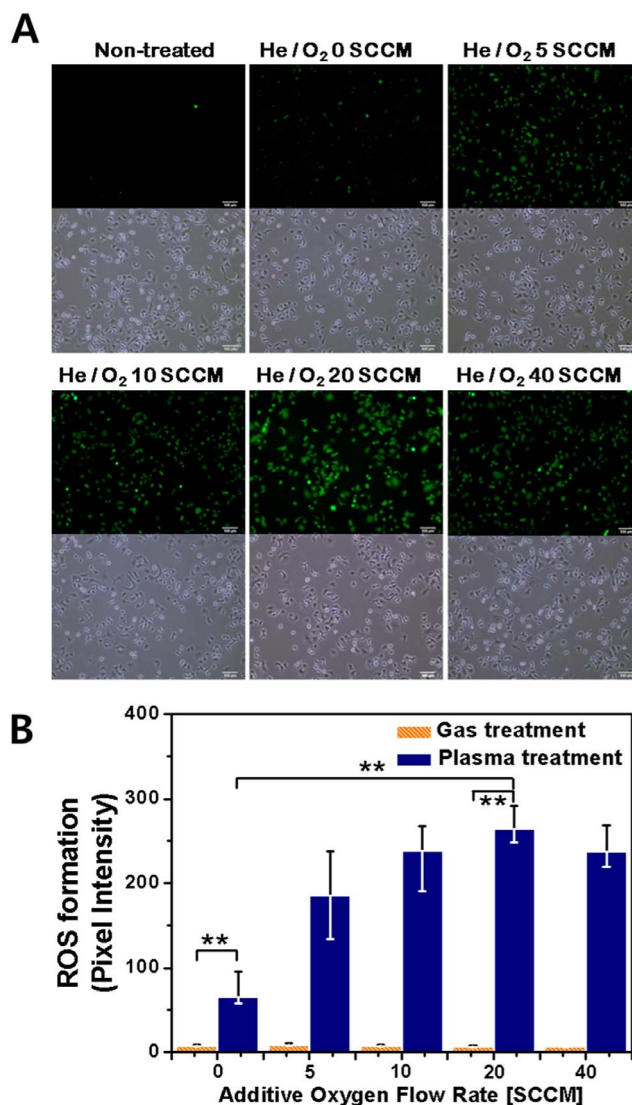 A
Non-treated
He / O₂ 0 SCCM
He / O₂ 5 SCCM
He / O₂ 10 SCCM
He / O₂ 20 SCCM
He / O₂ 40 SCCM
B
400
300
200
100
0
ROS formation
(Pixel Intensity)
Gas treatment
Plasma treatment
**
**
**
0
5
10
20
40
Additive Oxygen Flow Rate [SCCM]